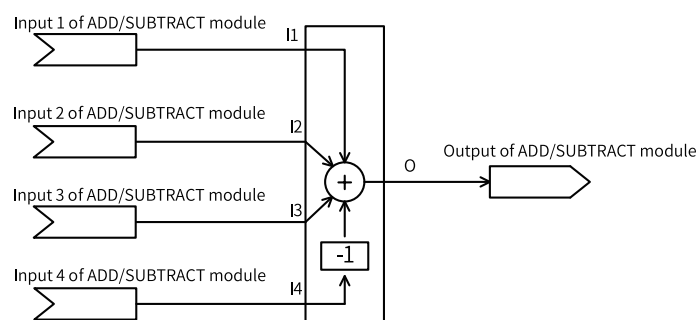 Input 1 of ADD/SUBTRACT module
I1
Input 2 of ADD/SUBTRACT module
I2
Output of ADD/SUBTRACT module
O
+
Input 3 of ADD/SUBTRACT module
I3
-1
Input 4 of ADD/SUBTRACT module
I4